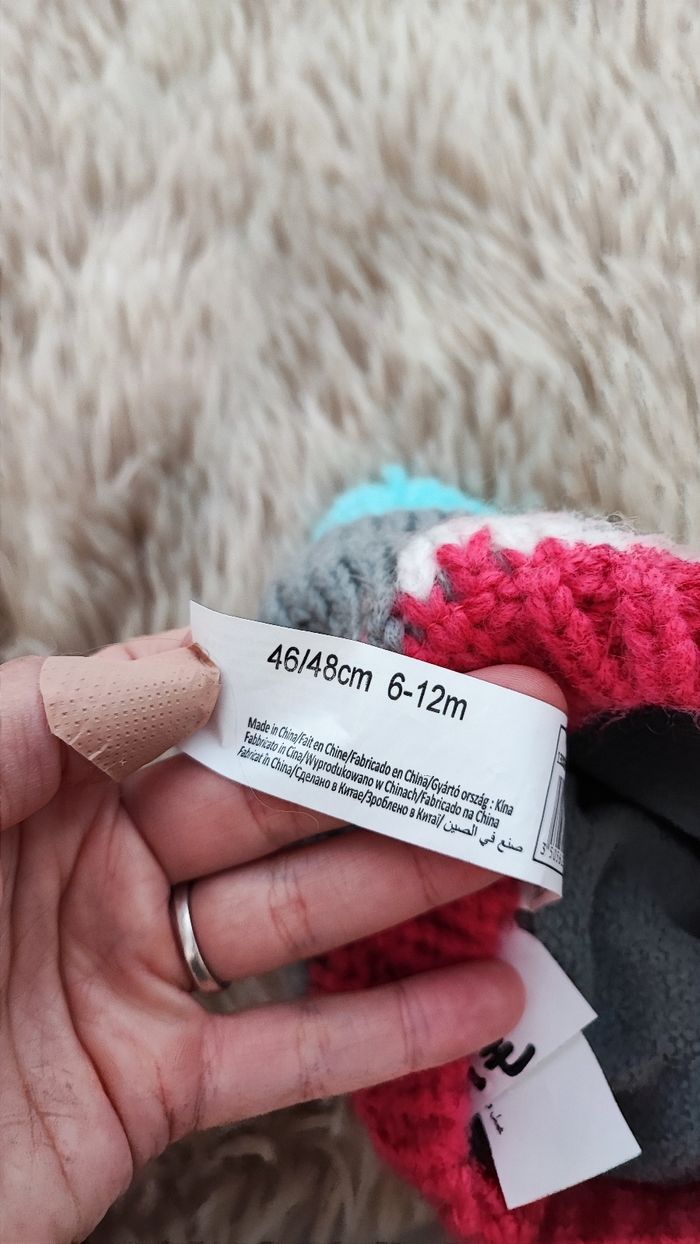 46/48cm 6-12m
Made in China/Fait en Chine/Fabricado en China/Gyártó ország : Kína
Fabbricato in Cina/Wyprodukowano w Chinach/Fabricado na China
Fabricat în China/Сделано в Китае/Зроблено в Китаї/صنع في الصين